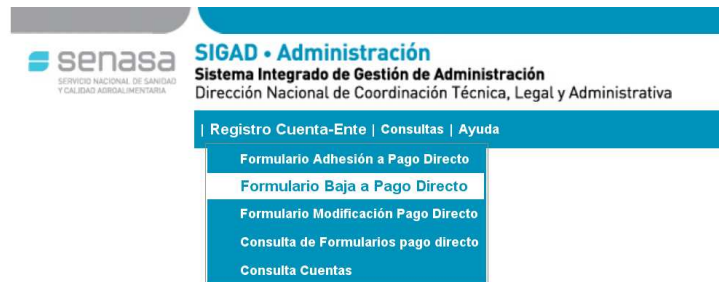 senasa
SERVICIO NACIONAL DE SANIDAD
Y CALIDAD AGROALIMENTARIA
SIGAD • Administración
Sistema Integrado de Gestión de Administración
Dirección Nacional de Coordinación Técnica, Legal y Administrativa
| Registro Cuenta-Ente | Consultas | Ayuda
Formulario Adhesión a Pago Directo
Formulario Baja a Pago Directo
Formulario Modificación Pago Directo
Consulta de Formularios pago directo
Consulta Cuentas